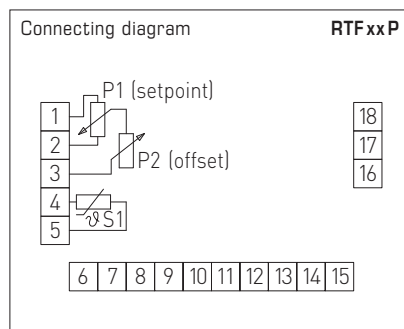 Connecting diagram RTFxxP
P1 (setpoint)
1 18
2 17
P2 (offset)
3 16
4
ϑ S1
5
6 7 8 9 10 11 12 13 14 15